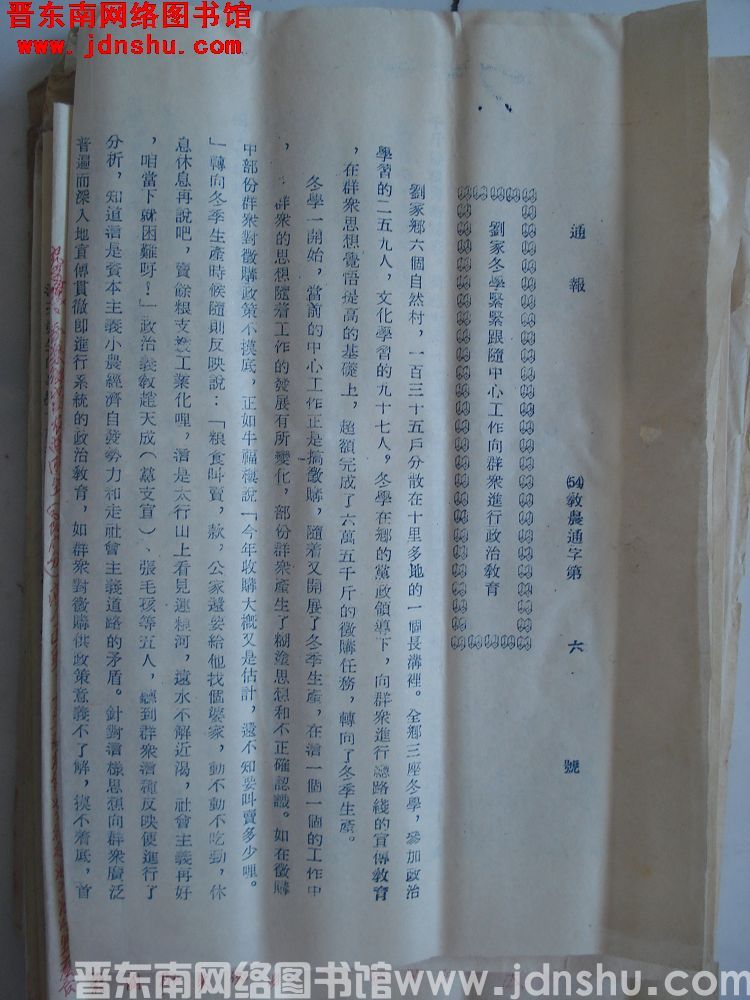 晋东南网络图书馆
www.jdnshu.com
通報
(54)教農通字第 六 號
劉家冬學緊緊跟隨中心工作向群衆進行政治教育
劉家鄉六個自然村，一百三十五戶分散在十里多地的一個長溝裡。全鄉三座冬學，參加政治
學習的二五九人，文化學習的九十七人。冬學在鄉的黨政領導下，向群衆進行總路綫的宣傳教育
，在群衆思想覺悟提高的基礎上，超額完成了六萬五千斤的徵購任務，轉向了冬季生產。
冬學一開始，當前的中心工作正是搞徵購，隨着又開展了冬季生產，在這一個一個的工作中
，群衆的思想隨着工作的發展有所變化，部份群衆產生了糊塗思想和不正確認識。如在徵購
中部份群衆對徵購政策不摸底，正如牛福禮說「今年收購大概又是估計，還不知要叫賣多少哩。
」轉向冬季生產時候隨則反映說：「粮食叫賣，款，公家還要給他找個婆家，動不動不吃勁，休
息休息再說吧，賣餘粮支援工業化哩，這是太行山上看見運粮河，遠水不解近渴，社會主義再好
，咱當下就困難呀！」政治義教趙天成（黨支宣）、張毛孩等五人，聽到群衆這種反映便進行了
分析，知道這是資本主義小農經濟自發勢力和走社會主義道路的矛盾。針對這樣思想向群衆廣泛
普遍而深入地宣傳貫徹即進行系統的政治教育，如群衆對徵購供政策意義不了解，摸不着底，首
晋东南网络图书馆 www.jdnshu.com